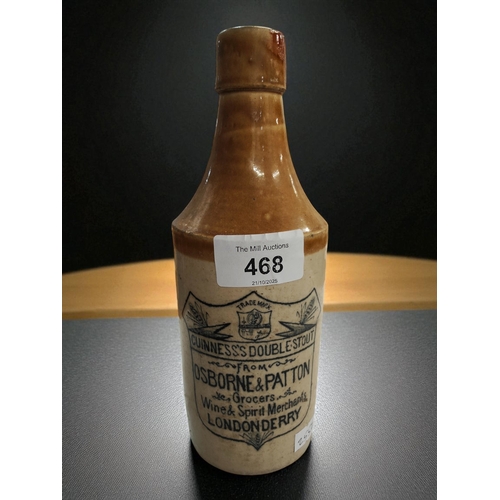 The Mill Auctions
468
21/10/2025
TRADE MARK
GUINNESS'S DOUBLE STOUT
FROM
OSBORNE & PATTON
Grocers
Wine & Spirit Merchants
LONDONDERRY